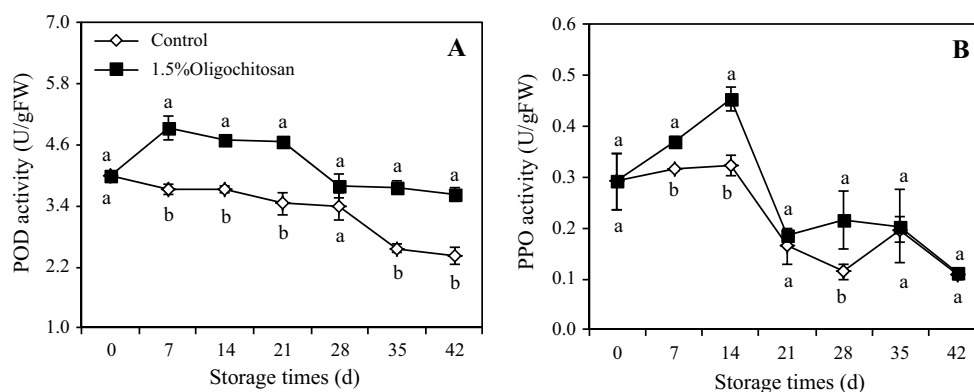 A
Control
1.5%Oligochitosan
POD activity (U/gFW)
7.0
5.8
4.6
3.4
2.2
1.0
a
a
a
a
a
a
a
a
b
b
b
a
b
b
0
7
14
21
28
35
42
Storage times (d)
B
PPO activity (U/gFW)
0.6
0.5
0.4
0.3
0.2
0.1
0.0
a
a
a
a
a
a
a
a
b
b
a
b
a
a
0
7
14
21
28
35
42
Storage times (d)